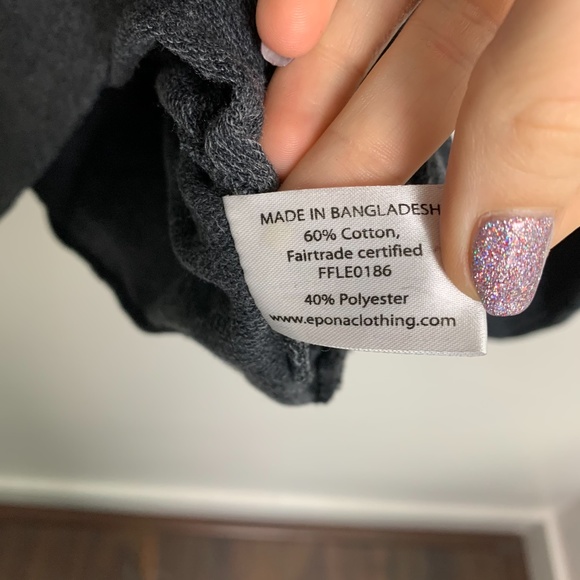 MADE IN BANGLADESH
60% Cotton,
Fairtrade certified
FFLE0186
40% Polyester
www.eponaclothing.com